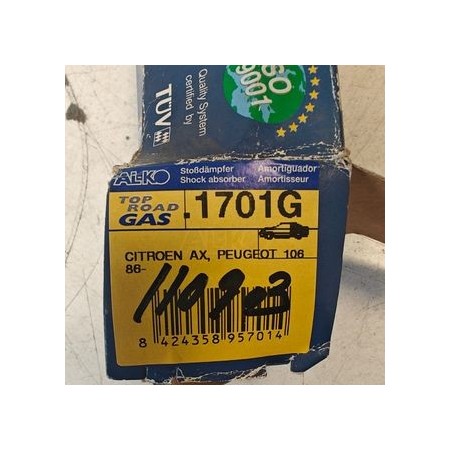 ISO
9001
Quality System
certified by
TÜV
AL-KO
Stoßdämpfer Amortiguador
Shock absorber Amortisseur
TOP
ROAD
GAS
.1701G
CITROEN AX, PEUGEOT 106
86-
8 424358 957014